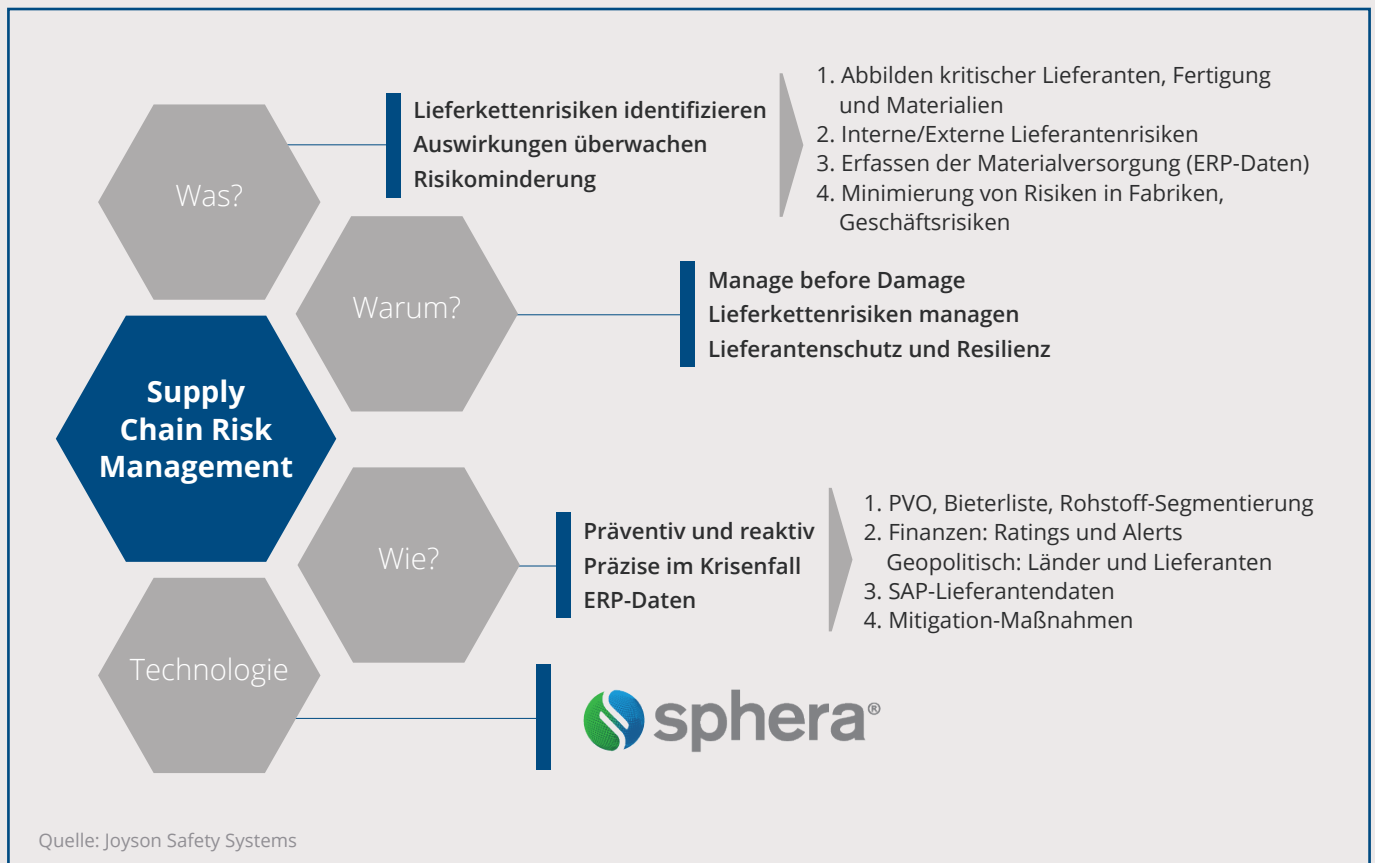 Was?
Lieferkettenrisiken identifizieren
Auswirkungen überwachen
Risikominderung
1. Abbilden kritischer Lieferanten, Fertigung
und Materialien
2. Interne/Externe Lieferantenrisiken
3. Erfassen der Materialversorgung (ERP-Daten)
4. Minimierung von Risiken in Fabriken,
Geschäftsrisiken
Warum?
Manage before Damage
Lieferkettenrisiken managen
Lieferantenschutz und Resilienz
Supply
Chain Risk
Management
Wie?
Präventiv und reaktiv
Präzise im Krisenfall
ERP-Daten
1. PVO, Bieterliste, Rohstoff-Segmentierung
2. Finanzen: Ratings und Alerts
Geopolitisch: Länder und Lieferanten
3. SAP-Lieferantendaten
4. Mitigation-Maßnahmen
Technologie
sphera®
Quelle: Joyson Safety Systems